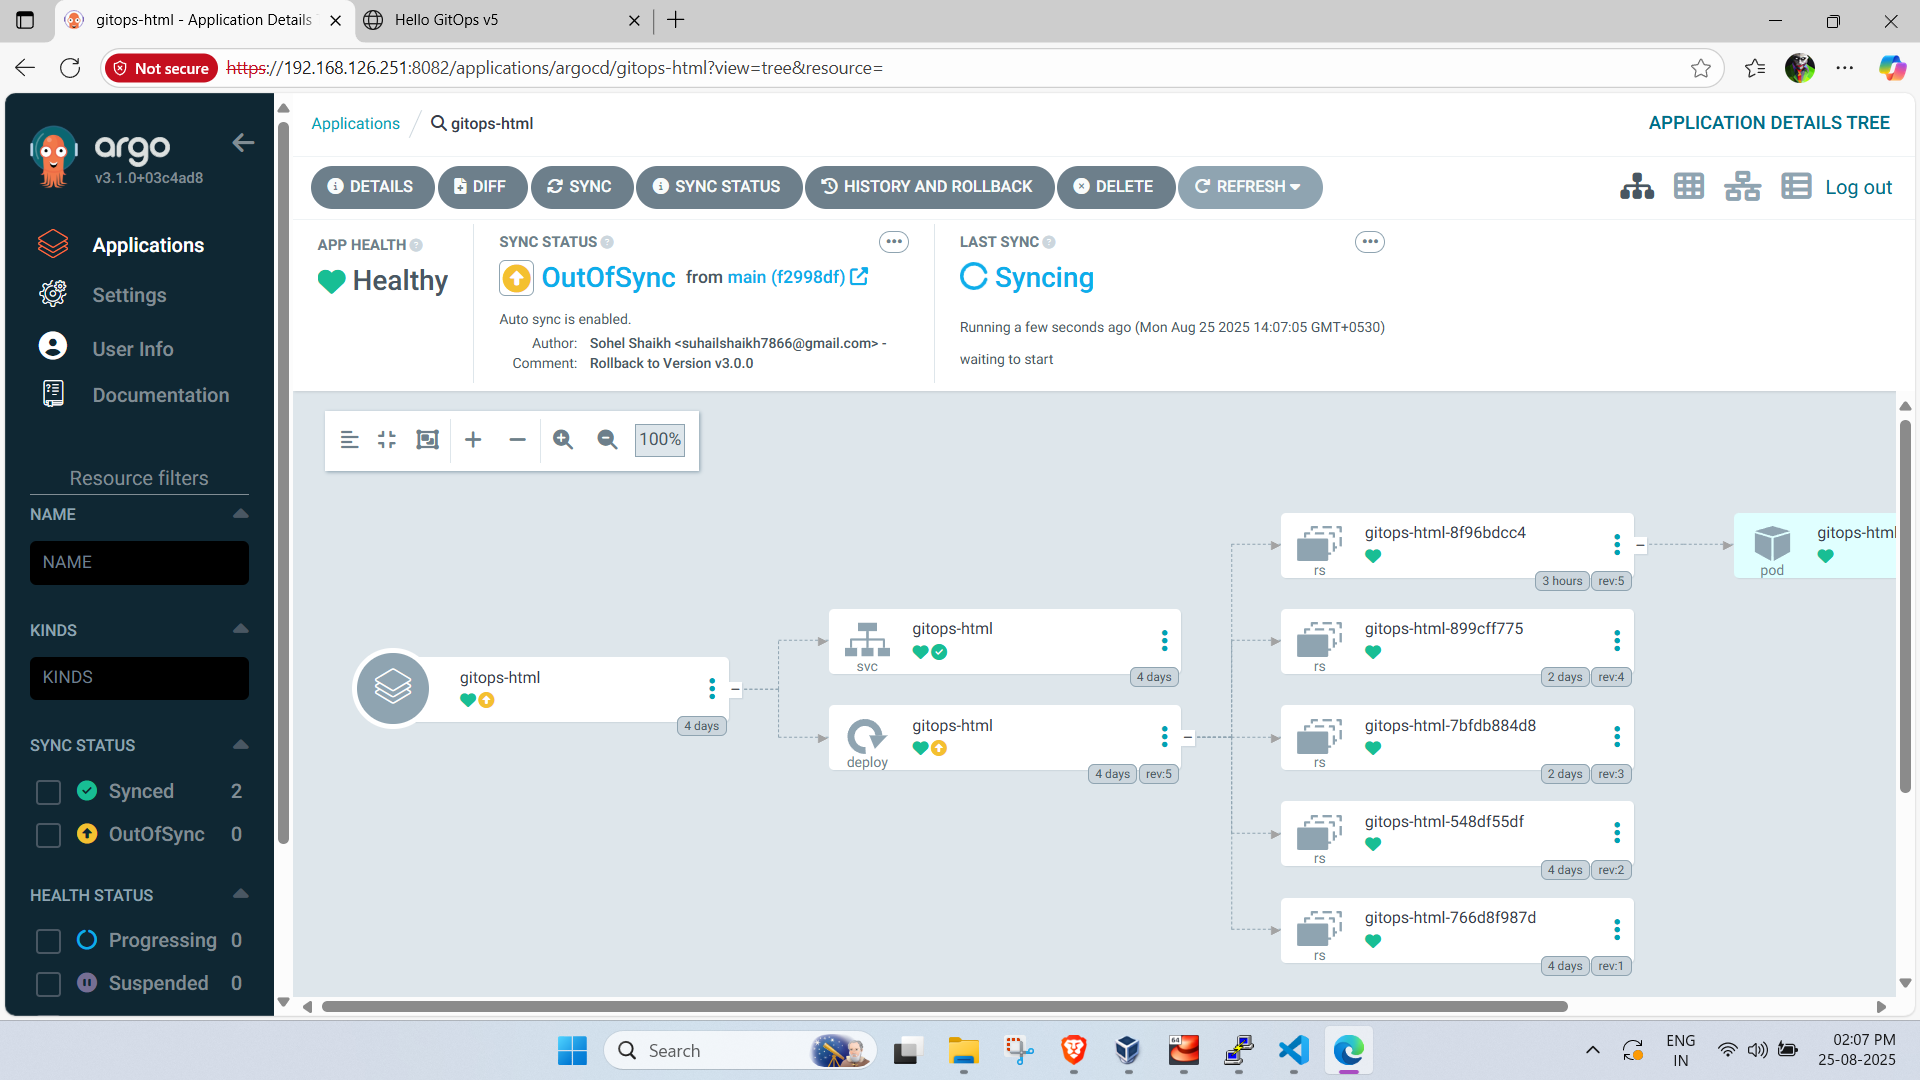 gitops-html - Application Details
Hello GitOps v5
Not secure
https://192.168.126.251:8082/applications/argocd/gitops-html?view=tree&resource=
argo
v3.1.0+03c4ad8
Applications
Settings
User Info
Documentation
Resource filters
NAME
NAME
KINDS
KINDS
SYNC STATUS
Synced 2
OutOfSync 0
HEALTH STATUS
Progressing 0
Suspended 0
Applications / gitops-html
APPLICATION DETAILS TREE
DETAILS DIFF SYNC SYNC STATUS HISTORY AND ROLLBACK DELETE REFRESH
Log out
APP HEALTH
Healthy
SYNC STATUS
OutOfSync from main (f2998df)
Auto sync is enabled.
Author: Sohel Shaikh <suhailshaikh7866@gmail.com> -
Comment: Rollback to Version v3.0.0
LAST SYNC
Syncing
Running a few seconds ago (Mon Aug 25 2025 14:07:05 GMT+0530)
waiting to start
100%
gitops-html
4 days
svc
gitops-html
4 days
deploy
gitops-html
4 days rev:5
rs
gitops-html-8f96bdcc4
3 hours rev:5
rs
gitops-html-899cff775
2 days rev:4
rs
gitops-html-7bfdb884d8
2 days rev:3
rs
gitops-html-548df55df
4 days rev:2
rs
gitops-html-766d8f987d
4 days rev:1
pod
gitops-html
Search
64
ENG
IN
02:07 PM
25-08-2025